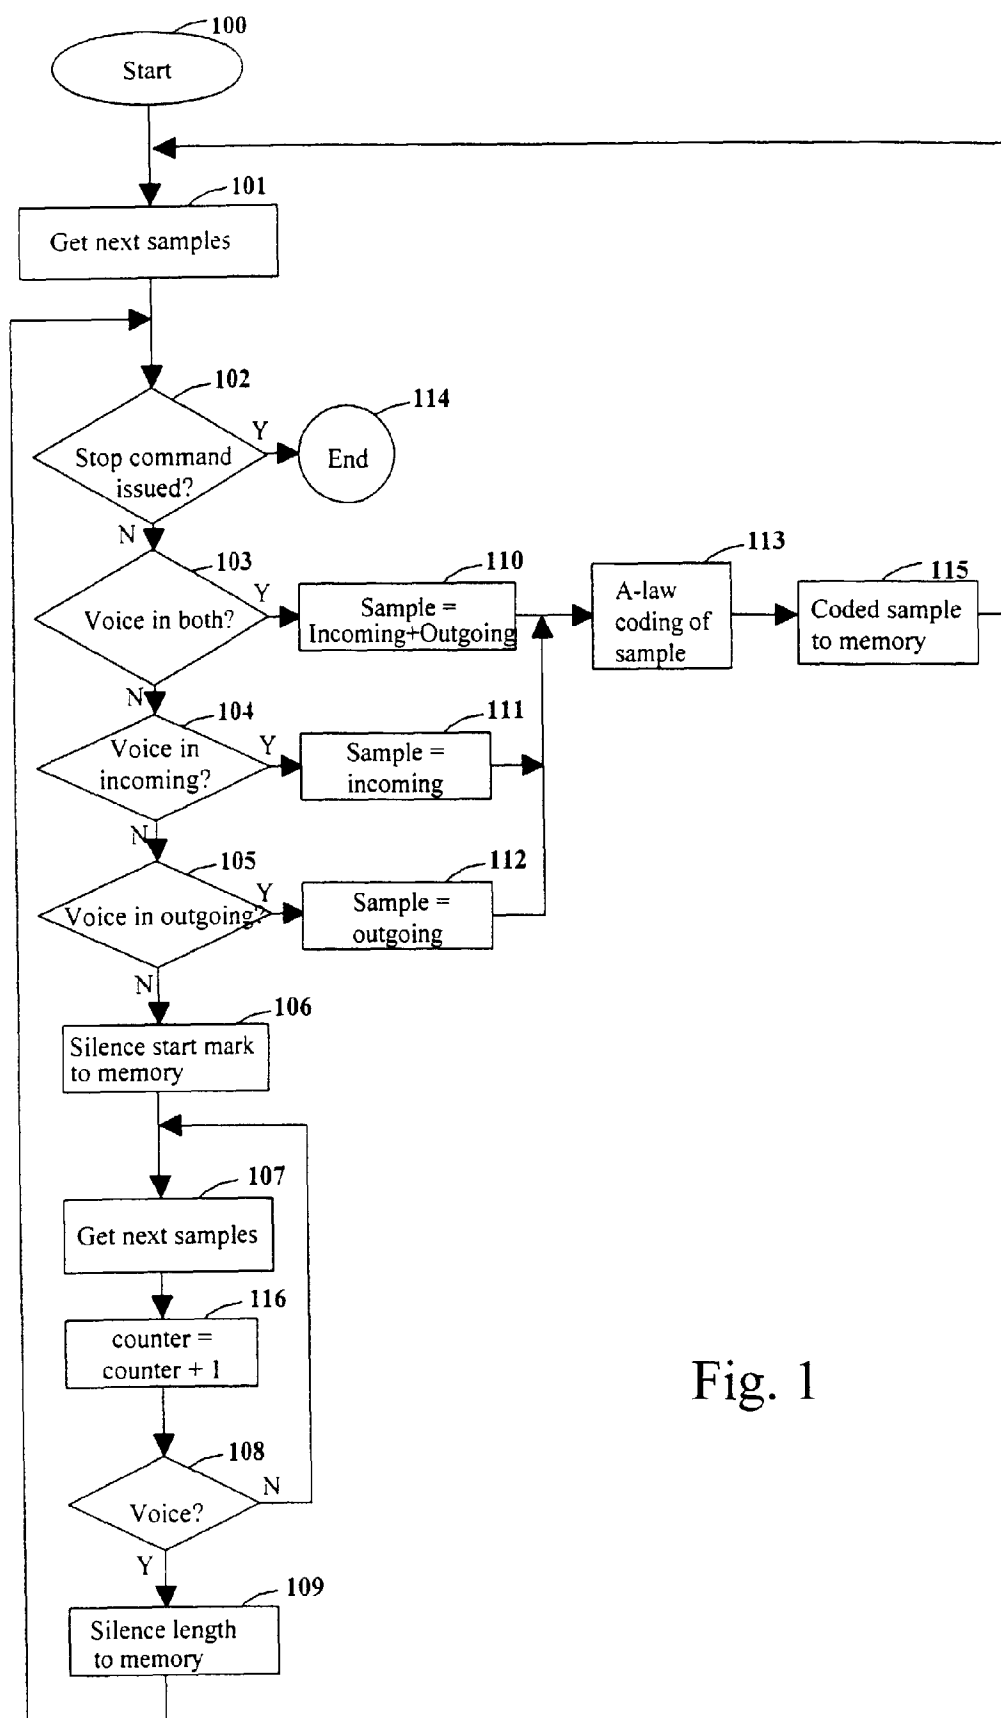 100
Start
101
Get next samples
102
Stop command
issued?
Y
114
End
N
103
Voice in both?
Y
110
Sample =
Incoming+Outgoing
113
A-law
coding of
sample
115
Coded sample
to memory
N
104
Voice in
incoming?
Y
111
Sample =
incoming
N
105
Voice in outgoing?
Y
112
Sample =
outgoing
N
106
Silence start mark
to memory
107
Get next samples
116
counter =
counter + 1
108
Voice?
N
Y
109
Silence length
to memory
Fig. 1